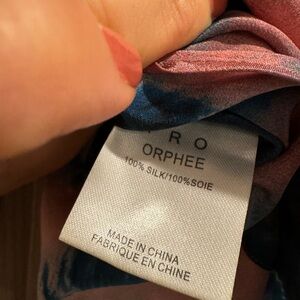 R O
ORPHEE
100% SILK/100%SOIE
MADE IN CHINA
FABRIQUE EN CHINE